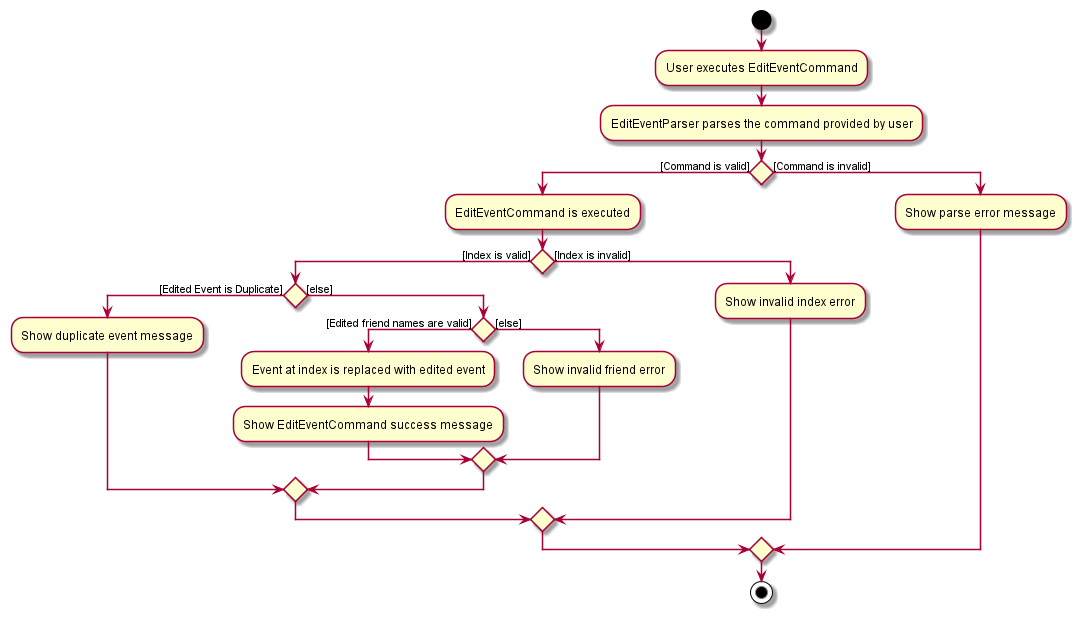 User executes EditEventCommand
EditEventParser parses the command provided by user
[Command is valid]
[Command is invalid]
EditEventCommand is executed
Show parse error message
[Index is valid]
[Index is invalid]
[Edited Event is Duplicate]
[else]
Show invalid index error
Show duplicate event message
[Edited friend names are valid]
[else]
Event at index is replaced with edited event
Show invalid friend error
Show EditEventCommand success message